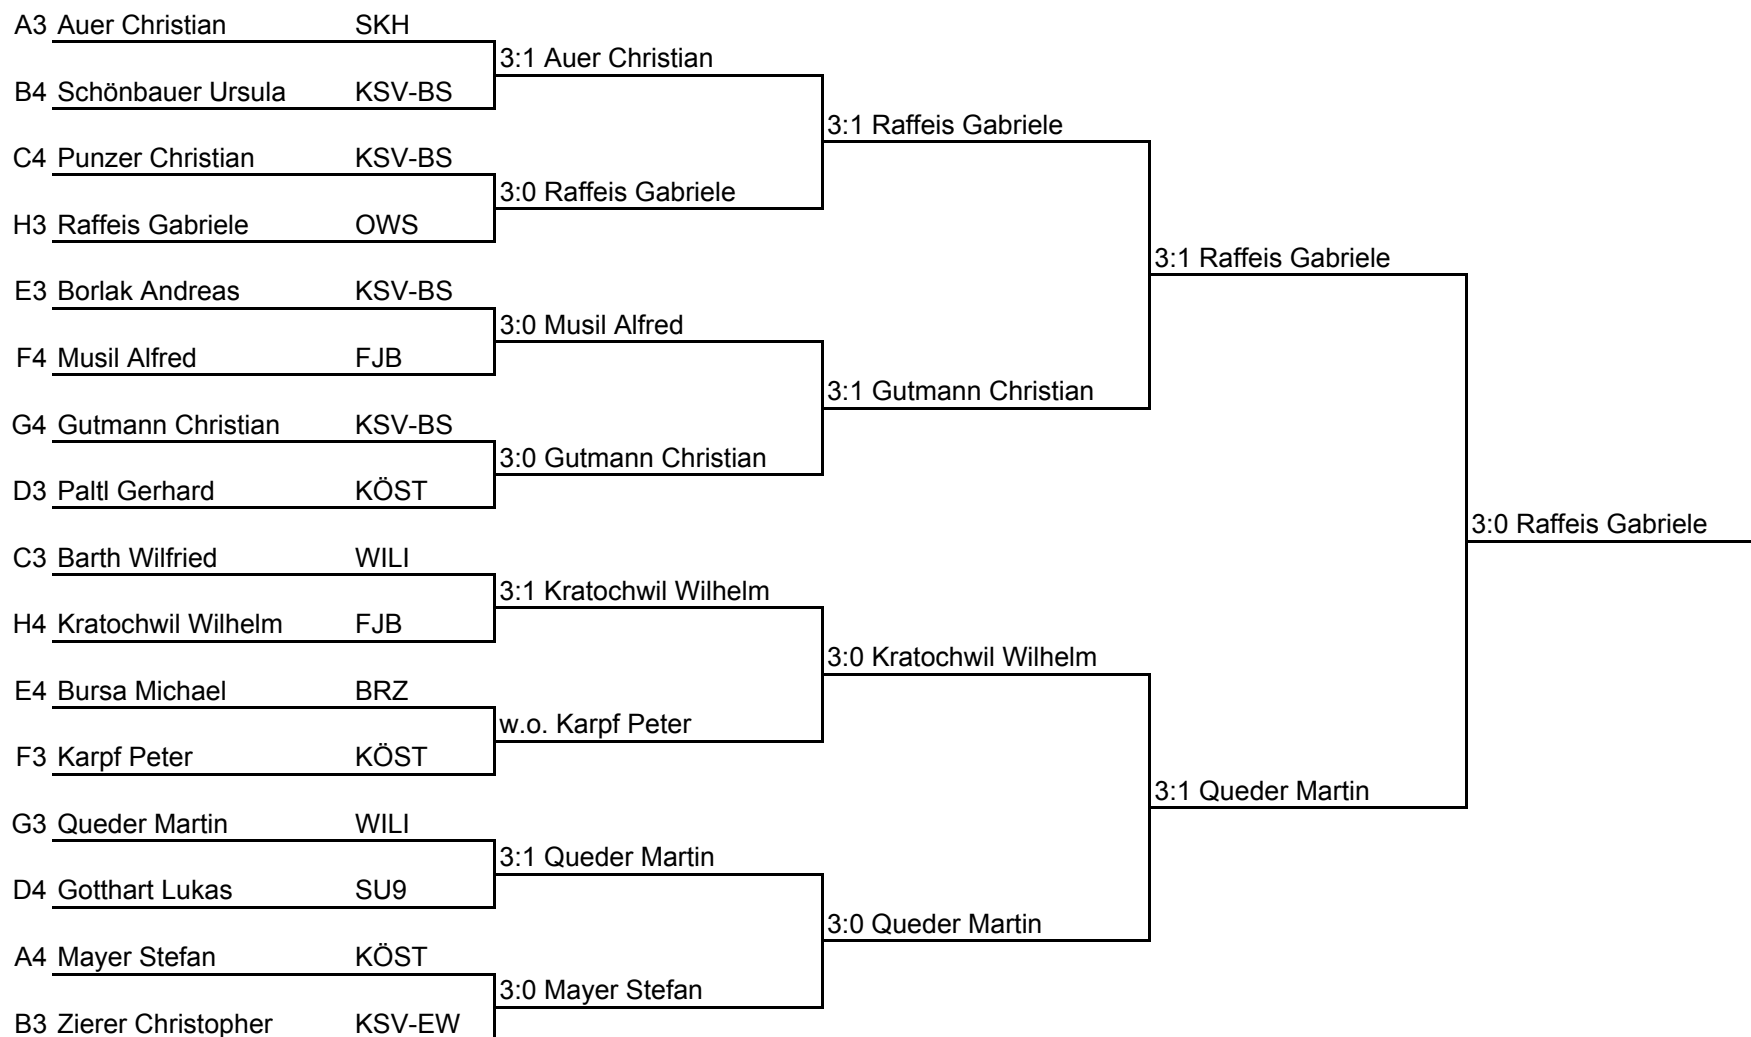 A3 Auer Christian SKH
3:1 Auer Christian
B4 Schönbauer Ursula KSV-BS
3:1 Raffeis Gabriele
C4 Punzer Christian KSV-BS
3:0 Raffeis Gabriele
H3 Raffeis Gabriele OWS
3:1 Raffeis Gabriele
E3 Borlak Andreas KSV-BS
3:0 Musil Alfred
F4 Musil Alfred FJB
3:1 Gutmann Christian
G4 Gutmann Christian KSV-BS
3:0 Gutmann Christian
D3 Paltl Gerhard KÖST
3:0 Raffeis Gabriele
C3 Barth Wilfried WILI
3:1 Kratochwil Wilhelm
H4 Kratochwil Wilhelm FJB
3:0 Kratochwil Wilhelm
E4 Bursa Michael BRZ
w.o. Karpf Peter
F3 Karpf Peter KÖST
3:1 Queder Martin
G3 Queder Martin WILI
3:1 Queder Martin
D4 Gotthart Lukas SU9
3:0 Queder Martin
A4 Mayer Stefan KÖST
3:0 Mayer Stefan
B3 Zierer Christopher KSV-EW